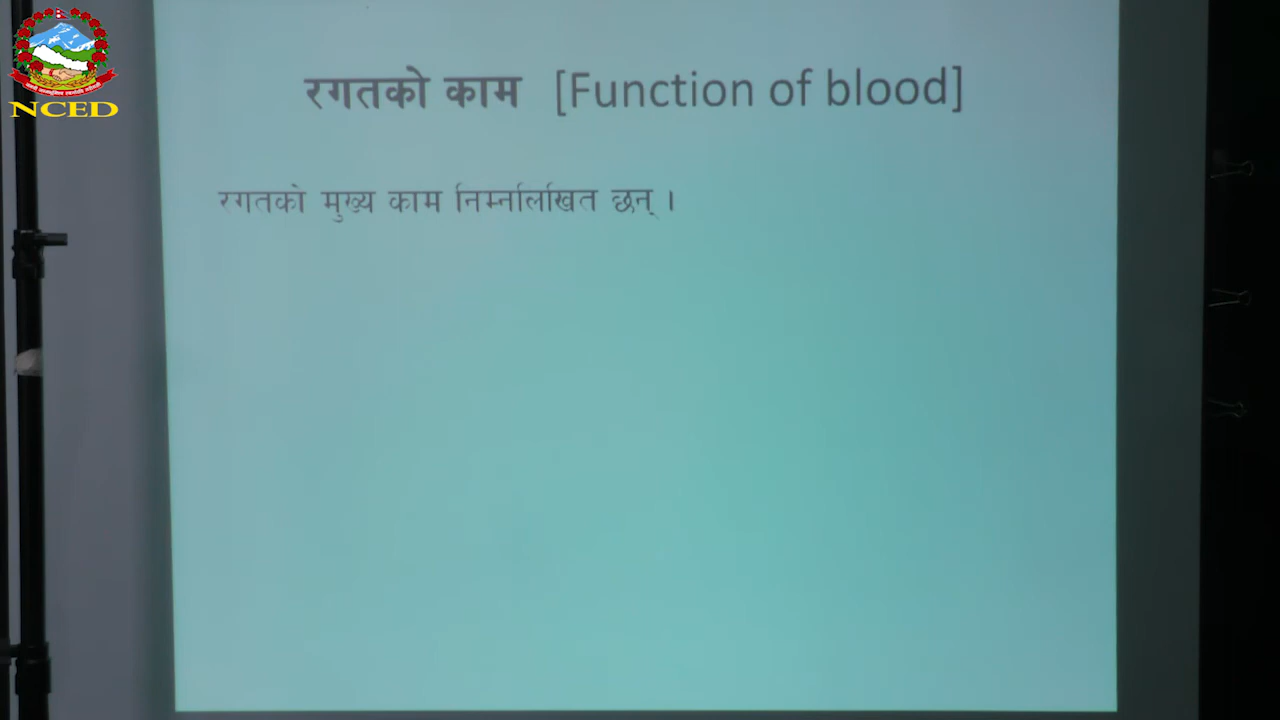 NCED
रगतको काम [Function of blood]
रगतको मुख्य काम निम्नलिखित छन् ।